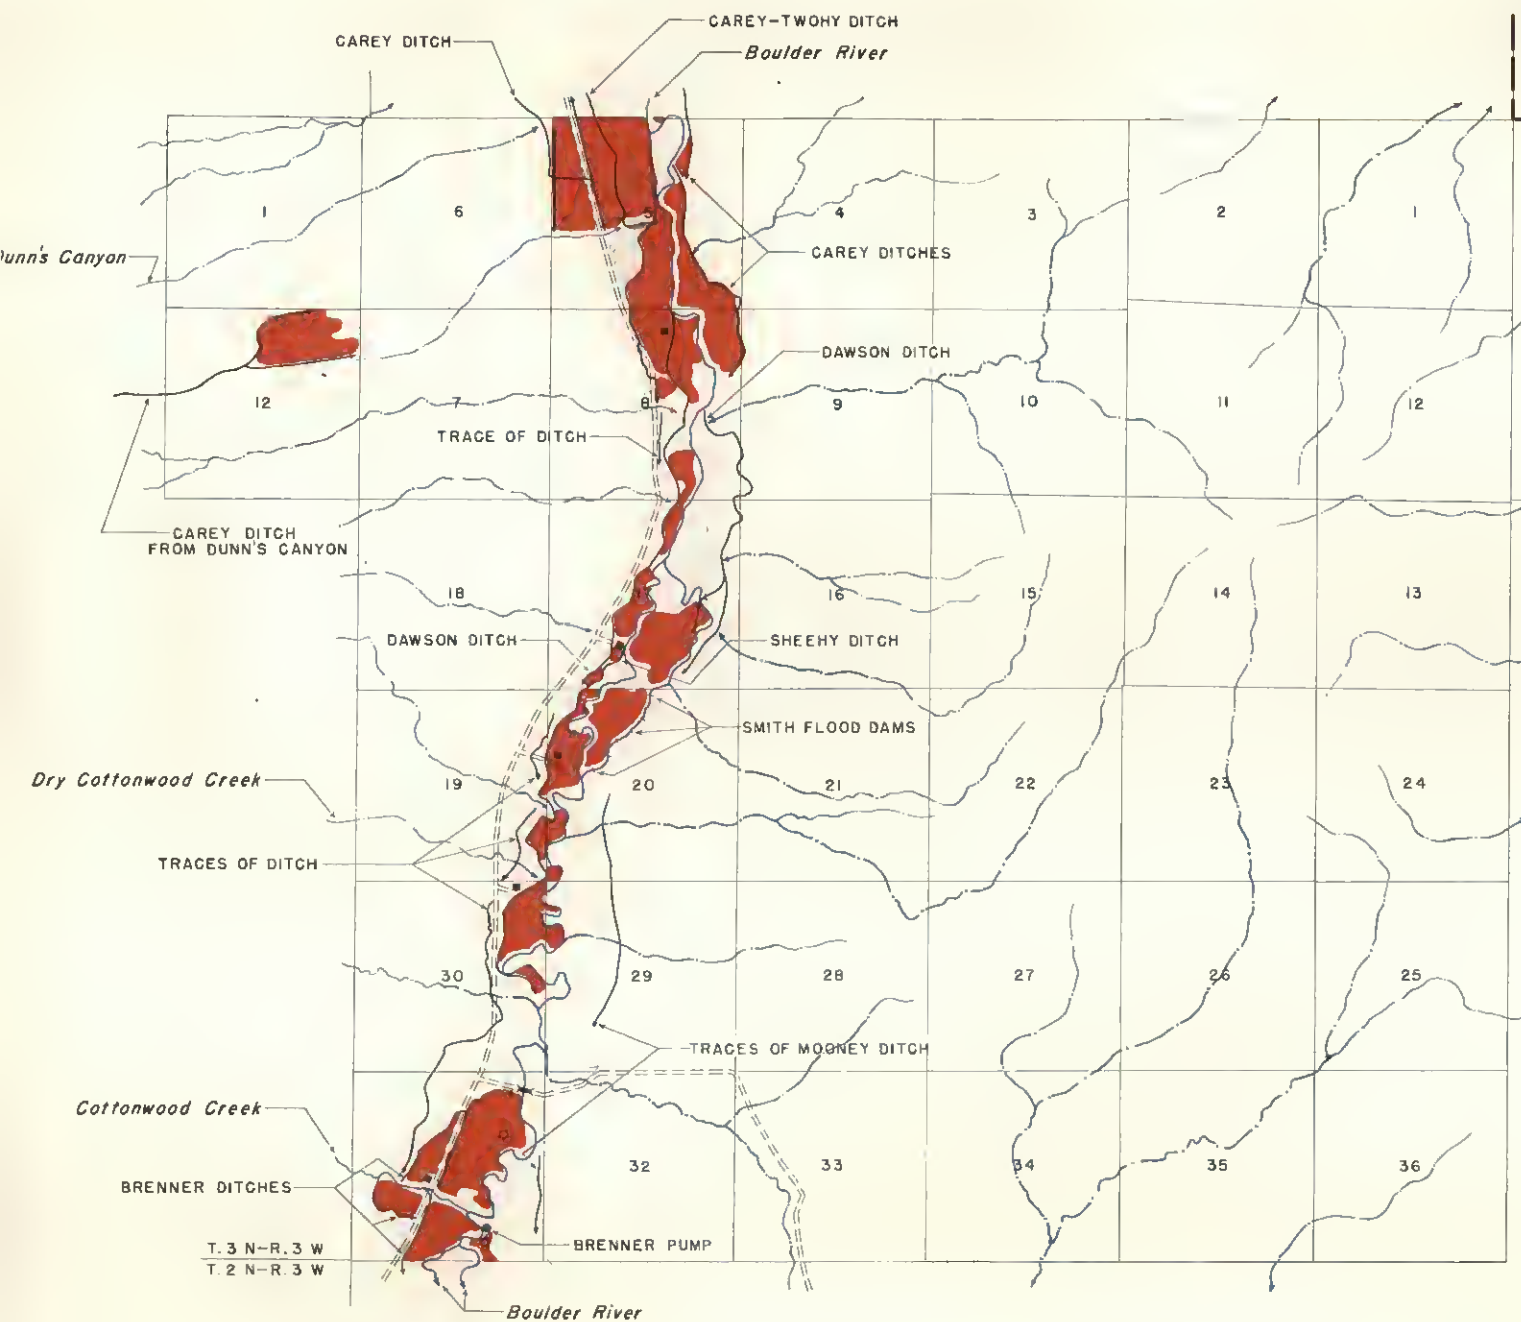 CAREY-TWOHY DITCH
CAREY DITCH
Boulder River
1
6
5
4
3
2
1
Dunn's Canyon
CAREY DITCHES
DAWSON DITCH
12
7
8
9
10
11
12
TRACE OF DITCH
CAREY DITCH
FROM DUNN'S CANYON
18
17
16
15
14
13
DAWSON DITCH
SHEEHY DITCH
SMITH FLOOD DAMS
Dry Cottonwood Creek
19
20
21
22
23
24
TRACES OF DITCH
30
29
28
27
26
25
TRACES OF MOONEY DITCH
Cottonwood Creek
32
33
34
35
36
BRENNER DITCHES
T. 3 N-R. 3 W
BRENNER PUMP
T. 2 N-R. 3 W
Boulder River